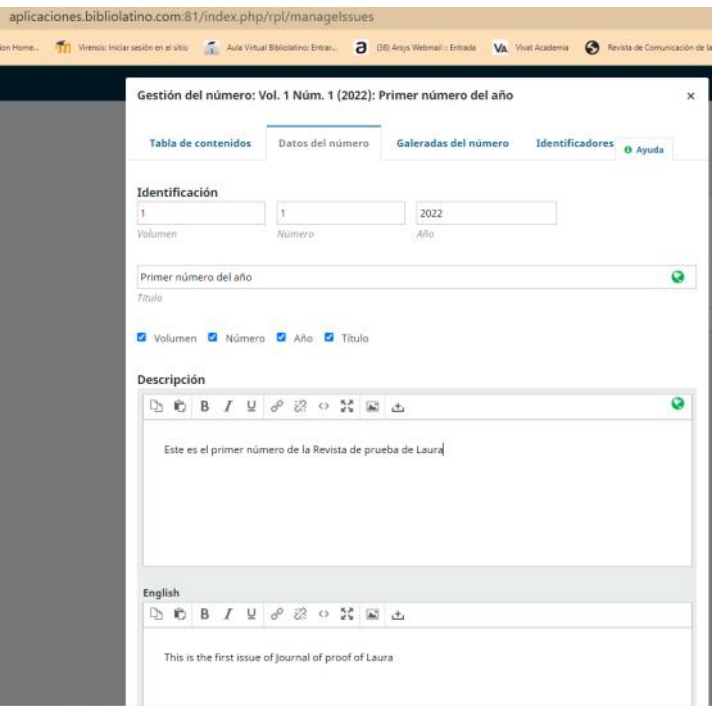 aplicaciones.bibliolatino.com:81/index.php/rpl/manageIssues
ion Home... Virensis: Iniciar sesión en el sitio Aula Virtual Bibliolatino: Entrar... (36) Arsys Webmail :: Entrada VA Vivat Academia Revista de Comunicación de la
Gestión del número: Vol. 1 Núm. 1 (2022): Primer número del año ×
Tabla de contenidos Datos del número Galeradas del número Identificadores Ayuda
Identificación
1 1 2022
Volumen Número Año
Primer número del año
Título
Volumen Número Año Título
Descripción
B I U
Este es el primer número de la Revista de prueba de Laura
English
B I U
This is the first issue of Journal of proof of Laura